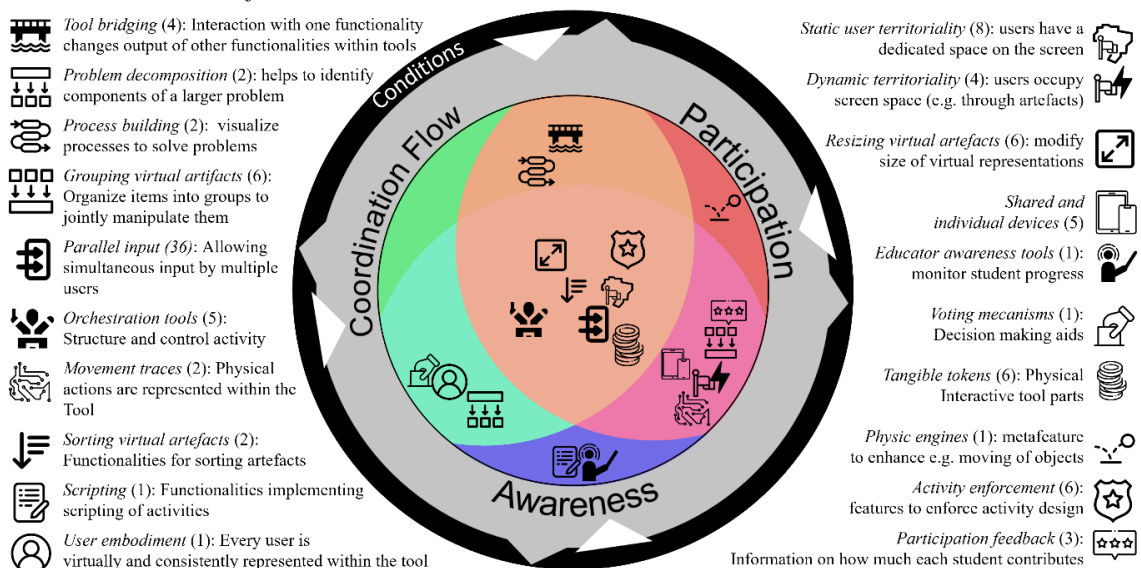 Tool bridging (4): Interaction with one functionality
changes output of other functionalities within tools
Problem decomposition (2): helps to identify
components of a larger problem
Process building (2): visualize
processes to solve problems
Grouping virtual artifacts (6):
Organize items into groups to
jointly manipulate them
Parallel input (36): Allowing
simultaneous input by multiple
users
Orchestration tools (5):
Structure and control activity
Movement traces (2): Physical
actions are represented within the
Tool
Sorting virtual artefacts (2):
Functionalities for sorting artefacts
Scripting (1): Functionalities implementing
scripting of activities
User embodiment (1): Every user is
virtually and consistently represented within the tool
Conditions
Coordination Flow
Participation
Awareness
Static user territoriality (8): users have a
dedicated space on the screen
Dynamic territoriality (4): users occupy
screen space (e.g. through artefacts)
Resizing virtual artefacts (6): modify
size of virtual representations
Shared and
individual devices (5)
Educator awareness tools (1):
monitor student progress
Voting mecanisms (1):
Decision making aids
Tangible tokens (6): Physical
Interactive tool parts
Physic engines (1): metafeature
to enhance e.g. moving of objects
Activity enforcement (6):
features to enforce activity design
Participation feedback (3):
Information on how much each student contributes